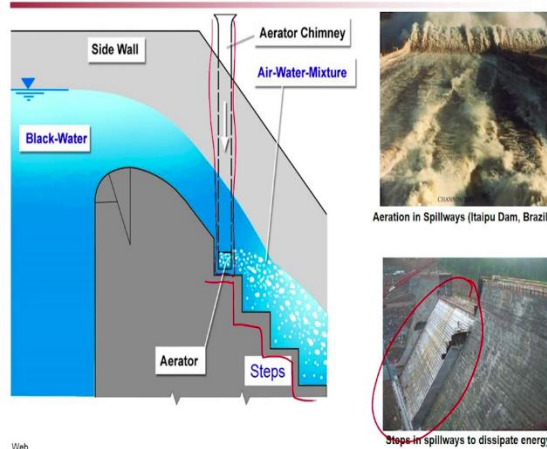 Side Wall
Aerator Chimney
Air-Water-Mixture
Black-Water
Aerator
Steps
Aeration in Spillways (Itaipu Dam, Brazil
Steps in spillways to dissipate energy
Web